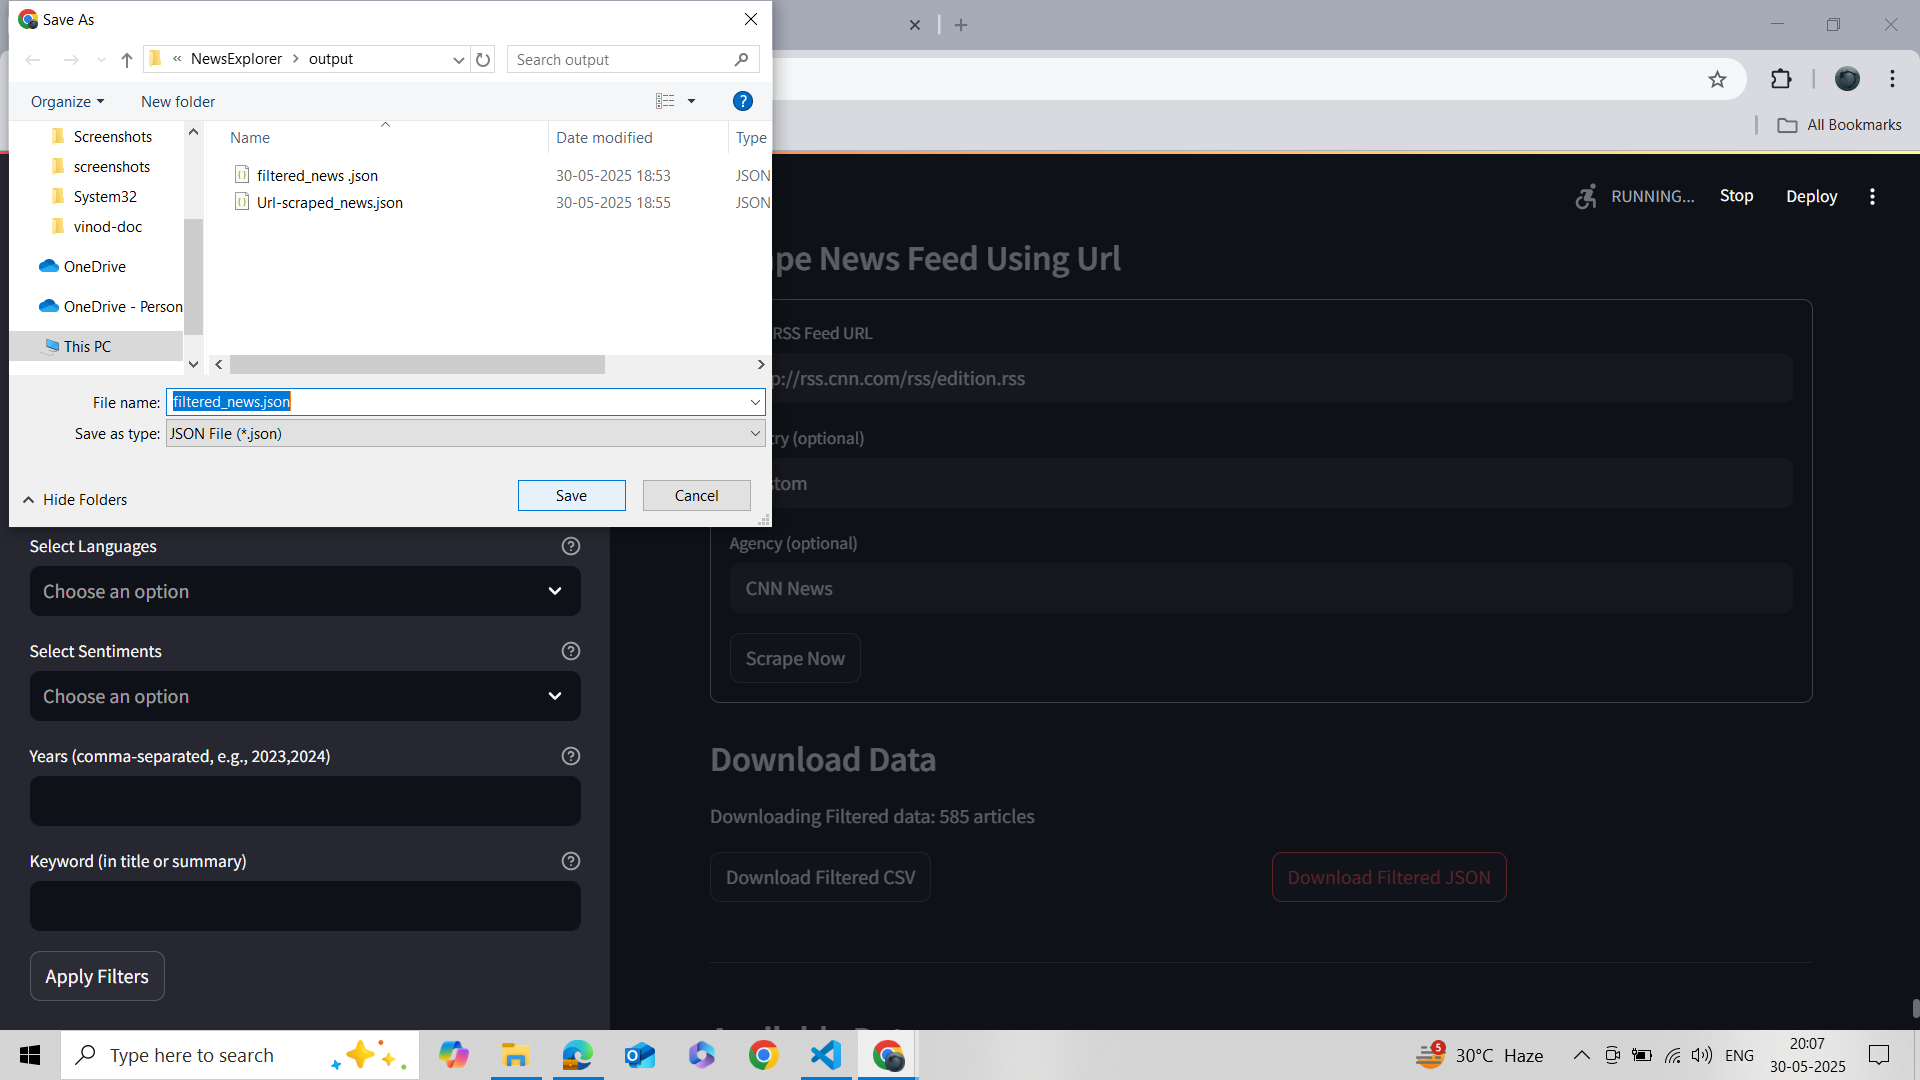 Save As
NewsExplorer
output
Search output
Organize
New folder
Screenshots
screenshots
System32
vinod-doc
OneDrive
OneDrive - Person
This PC
Name
Date modified
Type
filtered_news .json
30-05-2025 18:53
JSON
Url-scraped_news.json
30-05-2025 18:55
JSON
File name:
filtered_news.json
Save as type:
JSON File (*.json)
Hide Folders
Save
Cancel
All Bookmarks
RUNNING...
Stop
Deploy
Select Languages
Choose an option
Select Sentiments
Choose an option
Years (comma-separated, e.g., 2023,2024)
Keyword (in title or summary)
Apply Filters
pe News Feed Using Url
RSS Feed URL
p://rss.cnn.com/rss/edition.rss
ry (optional)
tom
Agency (optional)
CNN News
Scrape Now
Download Data
Downloading Filtered data: 585 articles
Download Filtered CSV
Download Filtered JSON
Type here to search
5
30°C Haze
ENG
20:07
30-05-2025